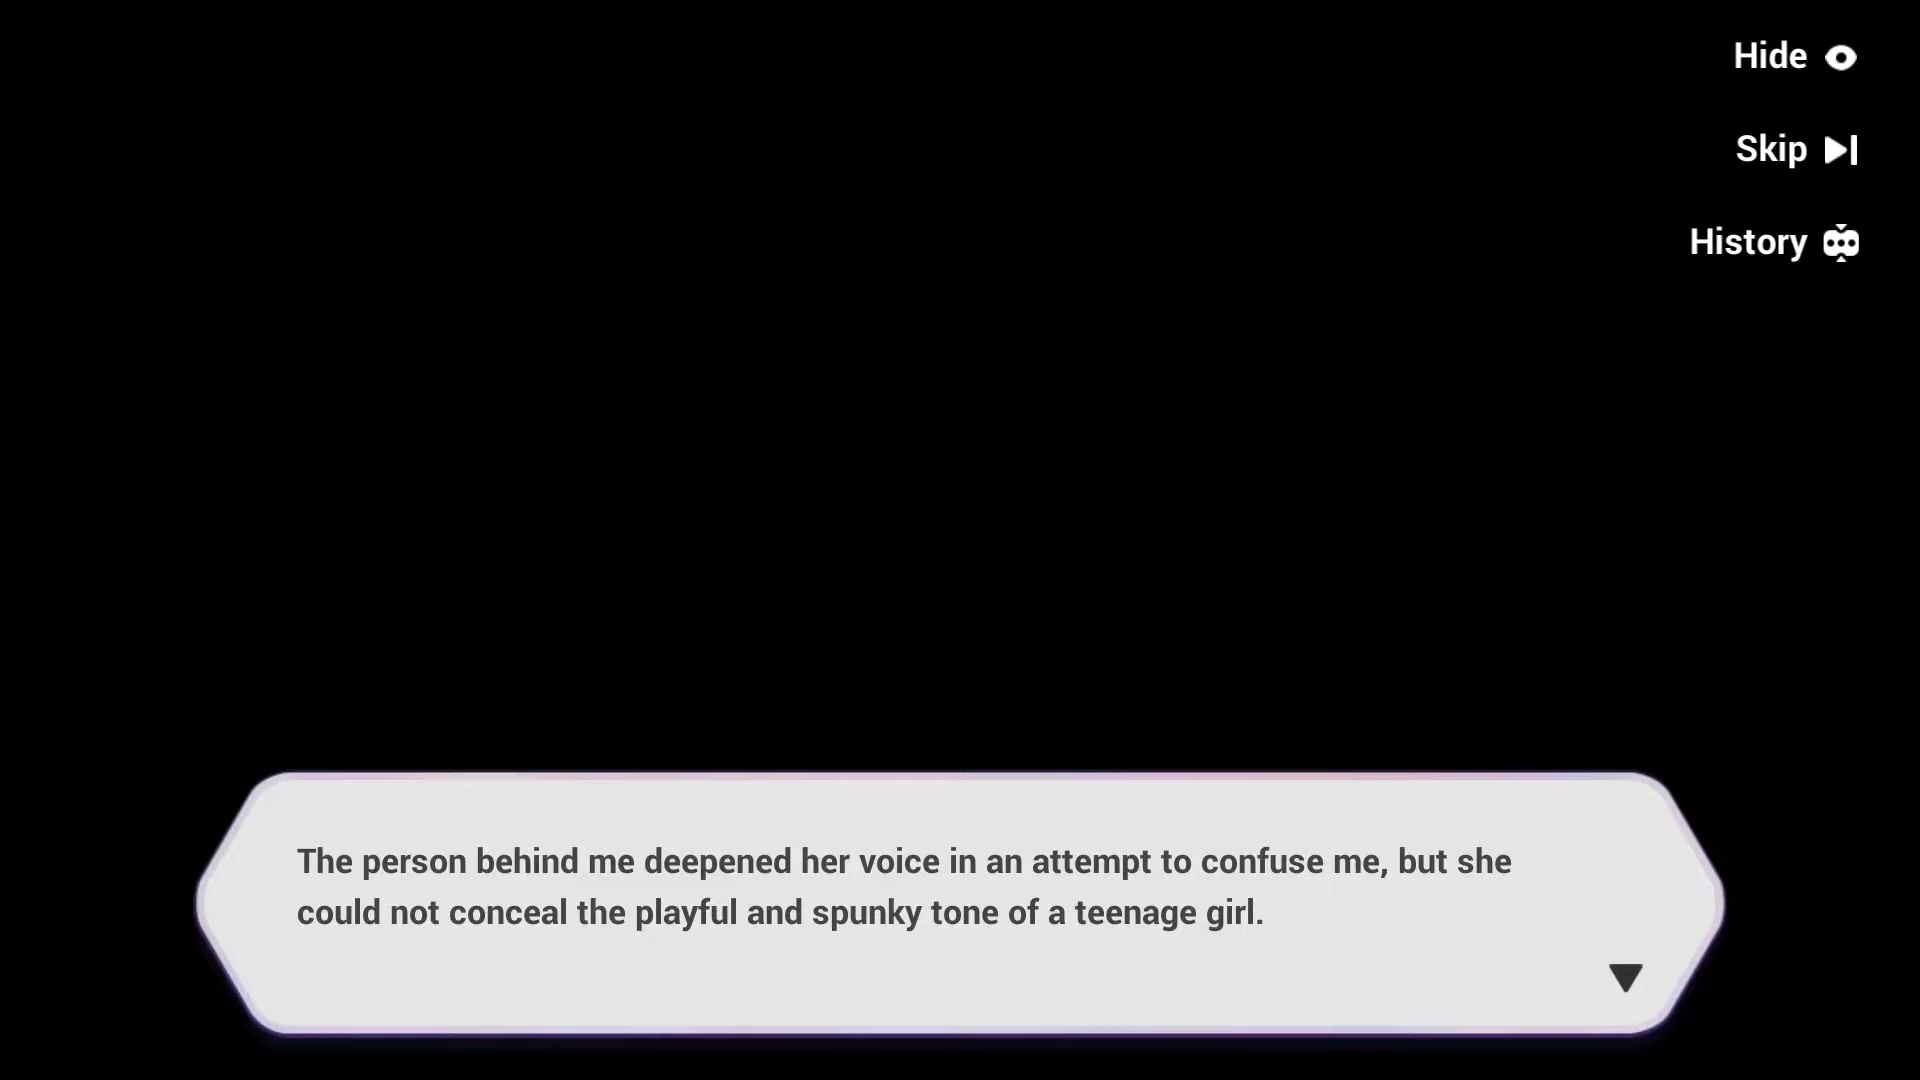 Hide
Skip
History
The person behind me deepened her voice in an attempt to confuse me, but she
could not conceal the playful and spunky tone of a teenage girl.